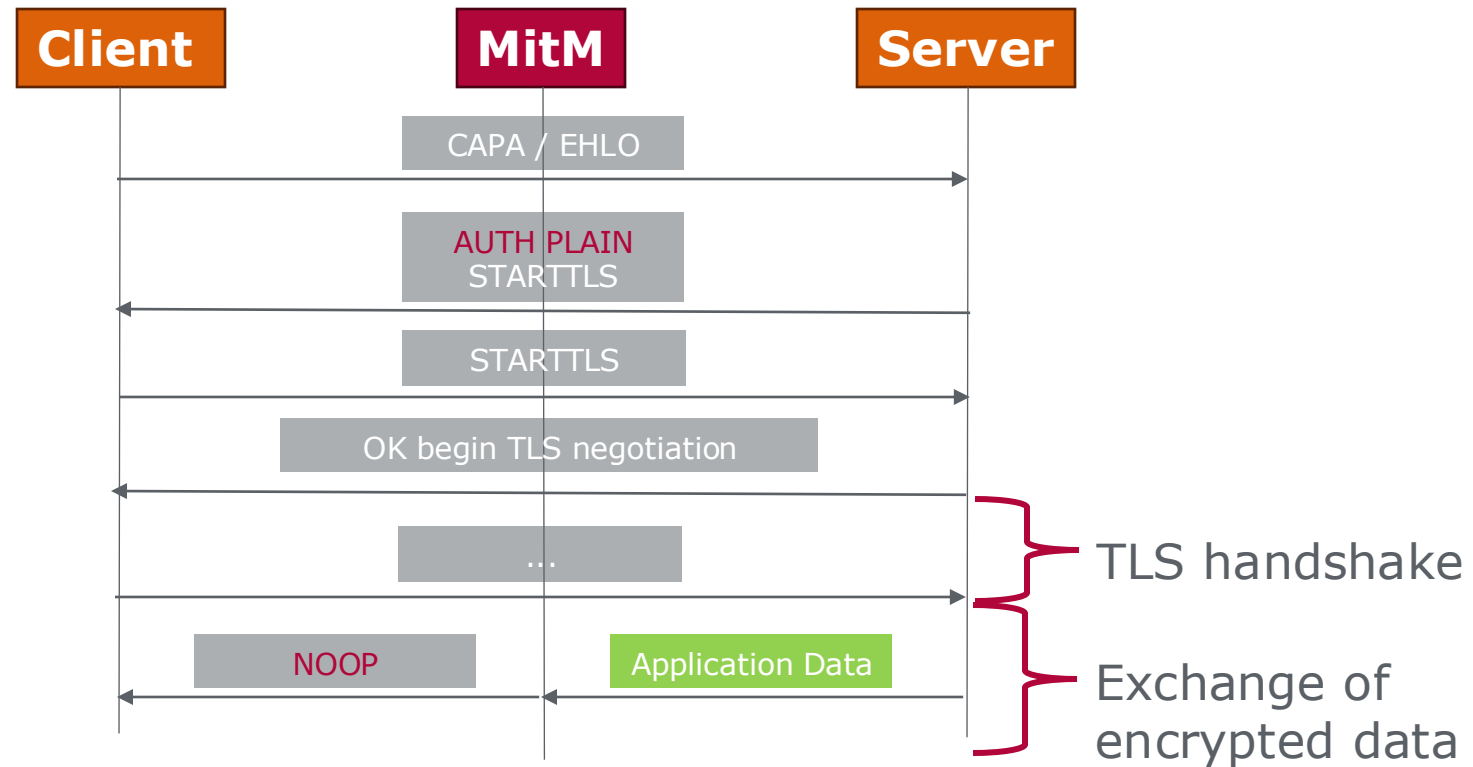 Client
MitM
Server
CAPA / EHLO
AUTH PLAIN
STARTTLS
STARTTLS
OK begin TLS negotiation
...
TLS handshake
NOOP
Application Data
Exchange of
encrypted data